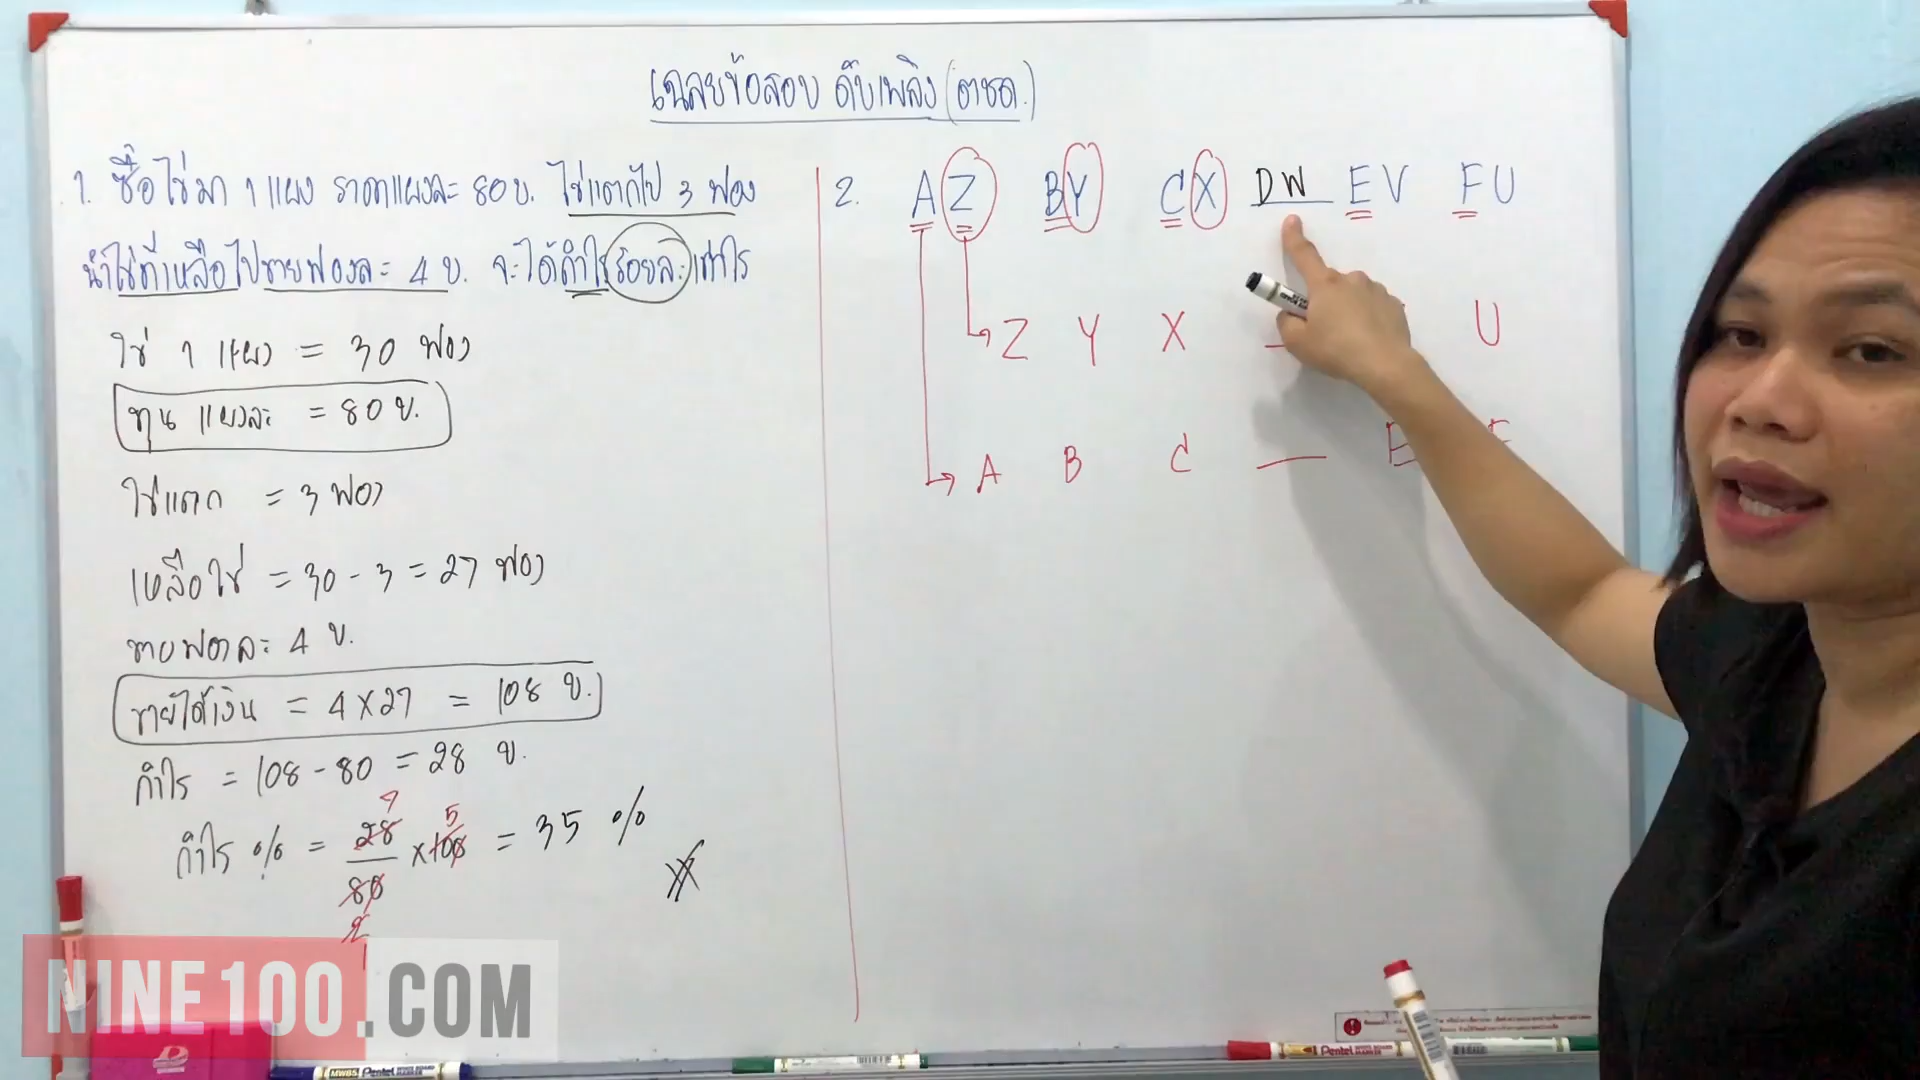 เฉลยข้อสอบ ดับเพลิง (ตชด.)
1. ซื้อไข่มา 1 แผง ราคาแผงละ 80 บ. ไข่แตกไป 3 ฟอง
นำไข่ที่เหลือไปขายฟองละ 4 บ. จะได้กำไรร้อยละเท่าไร
ไข่ 1 แผง = 30 ฟอง
ทุน แผงละ = 80 บ.
ไข่แตก = 3 ฟอง
เหลือไข่ = 30 - 3 = 27 ฟอง
ขายฟองละ 4 บ.
ขายได้เงิน = 4 x 27 = 108 บ.
กำไร = 108 - 80 = 28 บ.
7 5
กำไร % = 28 x 100 = 35 %
80
2
1
2. AZ BY CX DW EV FU
Z Y X U
A B C __ E F
NINE100.COM
MW85 Pentel
Pentel